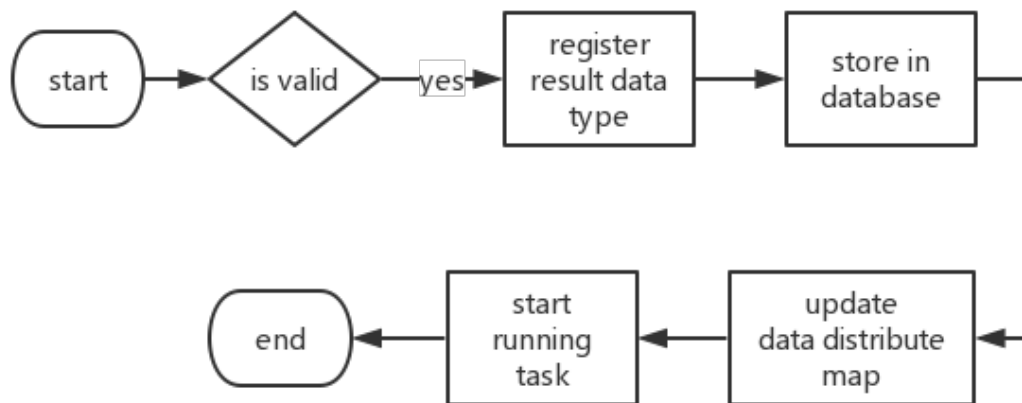 start
is valid
yes
register
result data
type
store in
database
update
data distribute
map
start
running
task
end